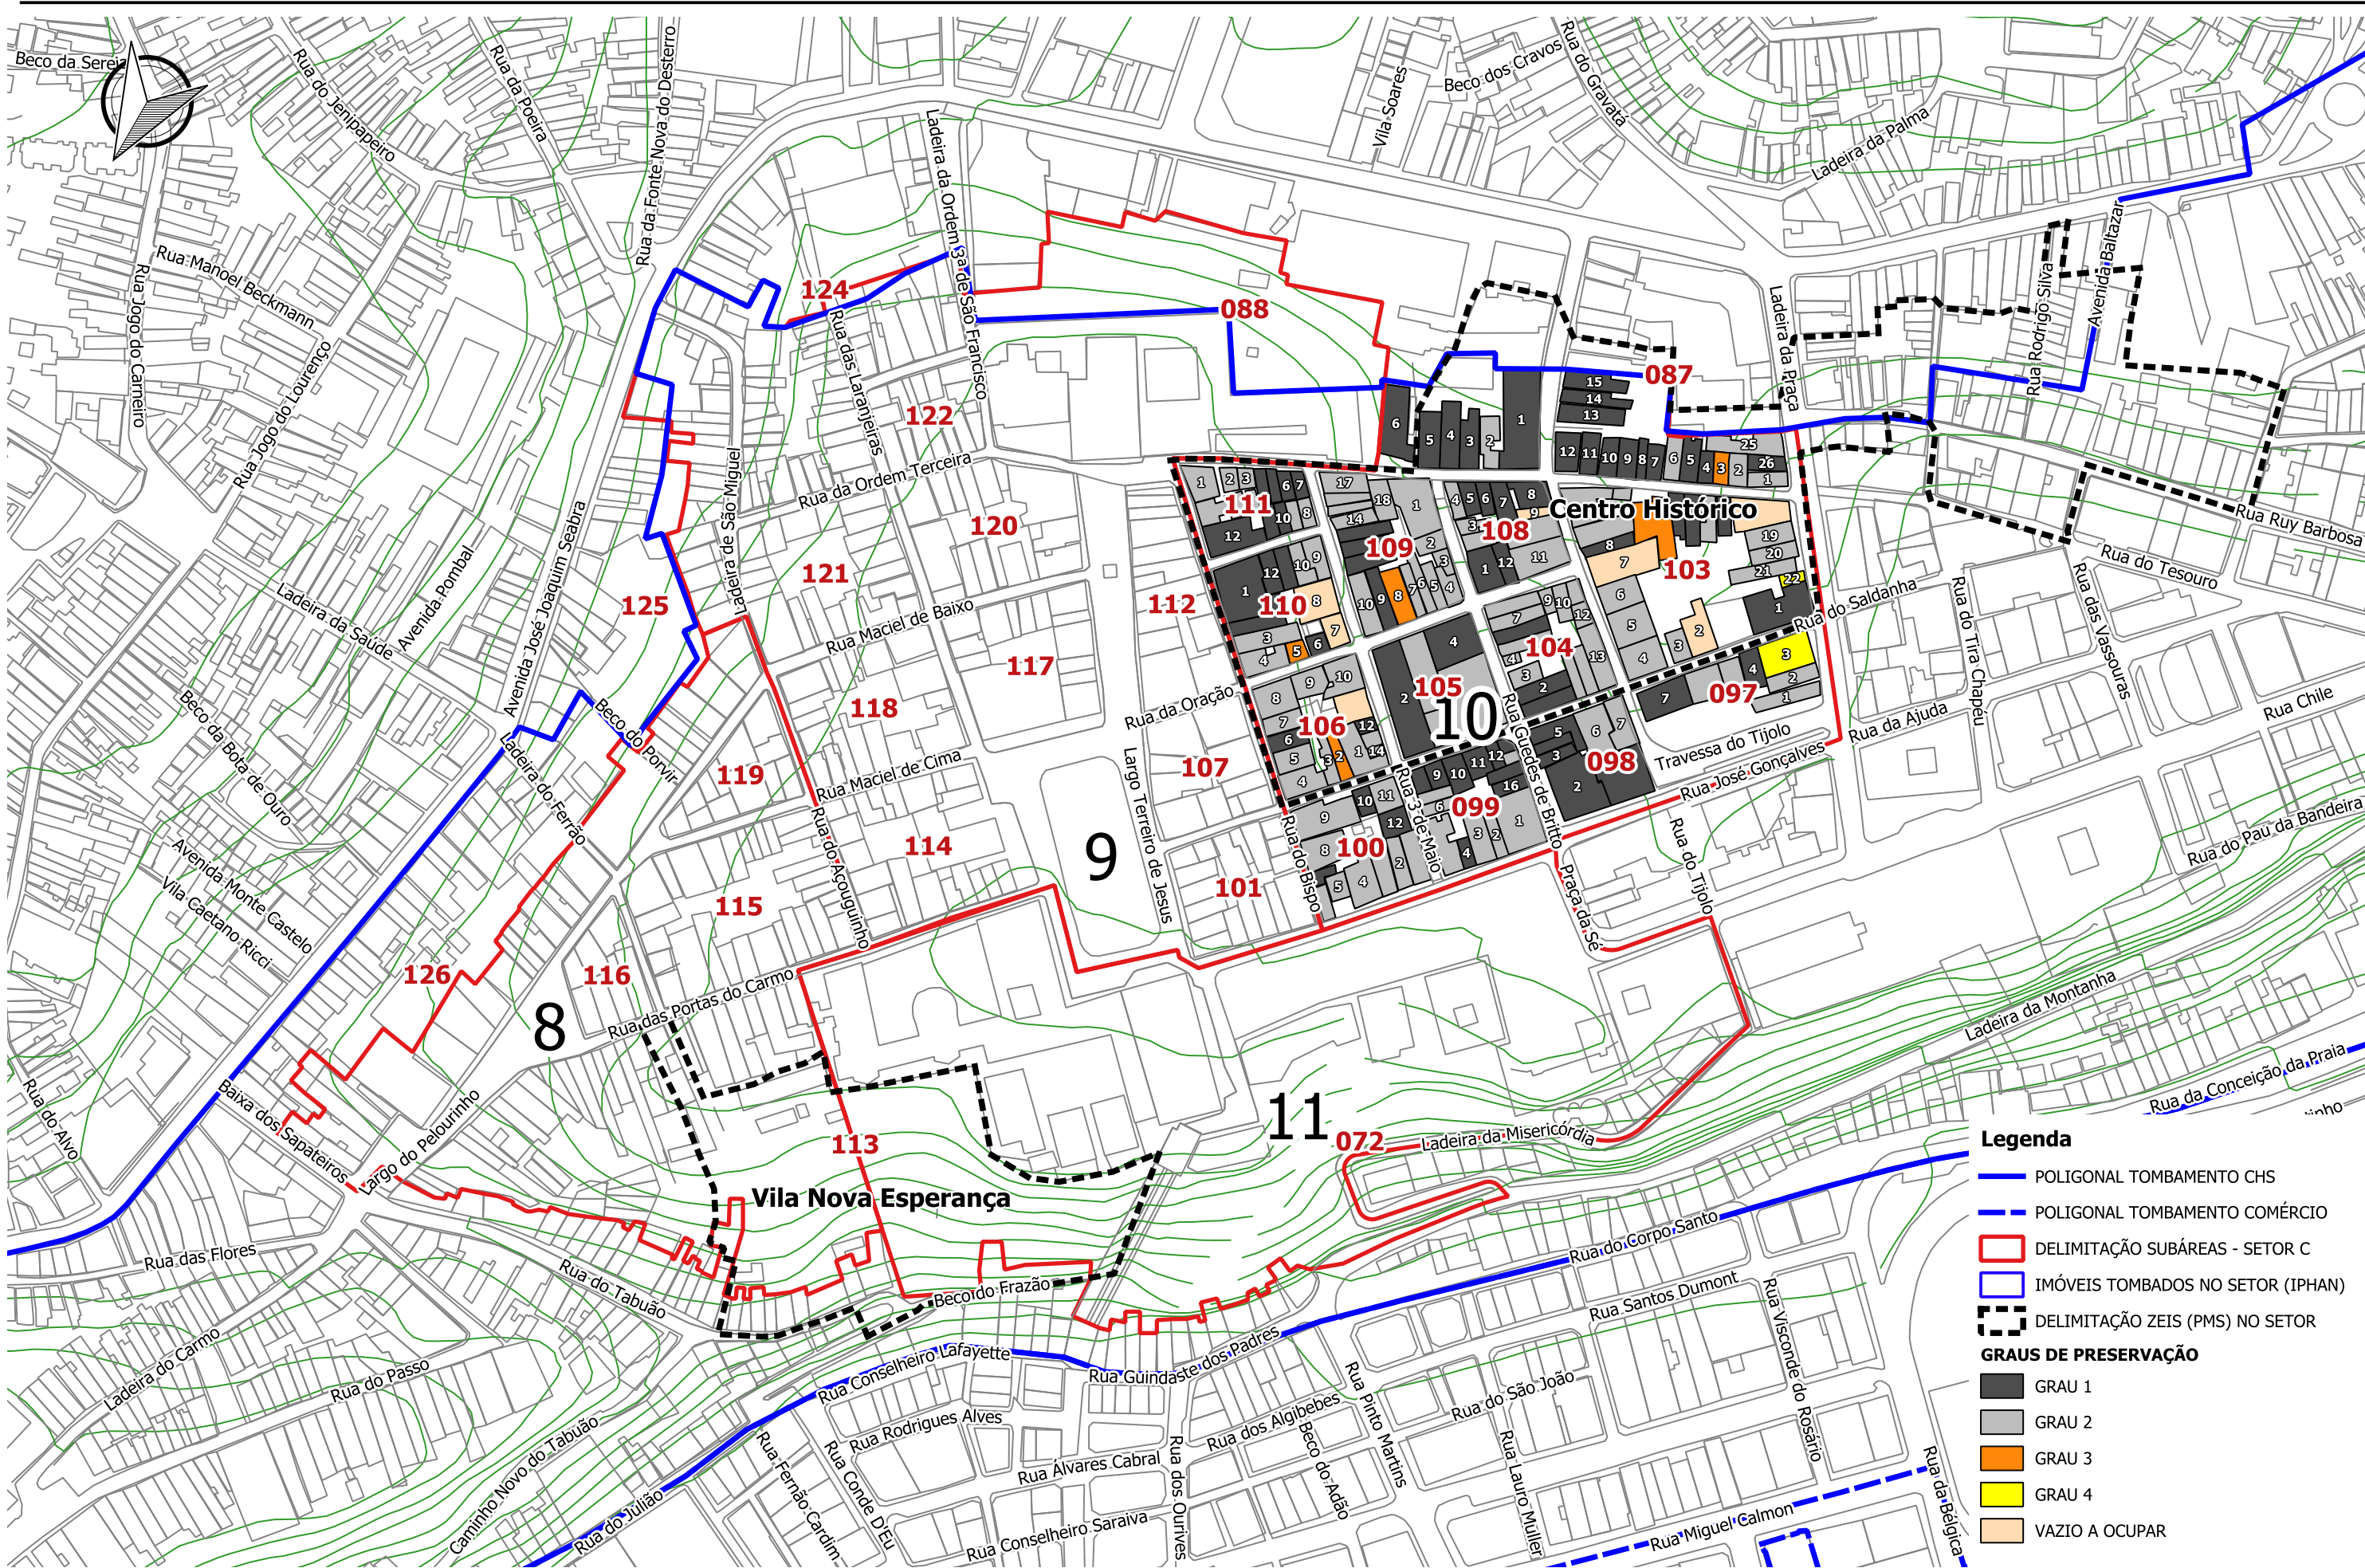 Beco da Sereia
Rua do Jenipapeiro
Rua da Poeira
Rua da Fonte Nova do Desterro
Ladeira da Ordem 3ª de São Francisco
Vila Soares
Beco dos Cravos
Rua do Gravatá
Ladeira da Palma
Rua Manoel Beckmann
Rua Jogo do Carneiro
Rua Jogo do Lourenço
124
088
087
Rua das Laranjeiras
Ladeira da Praça
Rua Rodrigo Silva
Avenida Baltazar
122
Rua da Ordem Terceira
Ladeira de São Miguel
Avenida José Joaquim Seabra
Avenida Pombal
Ladeira da Saúde
120
121
125
Rua Maciel de Baixo
117
112
111
109
108
Centro Histórico
103
110
104
105
10
106
097
098
099
100
Rua Ruy Barbosa
Rua do Tesouro
Rua das Vassouras
Rua do Tira Chapéu
Rua do Saldanha
Rua Chile
Rua da Ajuda
Travessa do Tijolo
Rua José Gonçalves
Rua do Tijolo
Rua Guedes de Britto
Rua 3 de Maio
Rua do Bispo
Praça da Sé
Rua da Oração
Largo Terreiro de Jesus
107
101
118
119
114
115
Rua Maciel de Cima
Rua do Açouguinho
Beco do Porvir
Ladeira do Ferrão
Beco da Bota de Ouro
Avenida Monte Castelo
Vila Caetano Ricci
126
116
8
9
Rua das Portas do Carmo
Rua do Pau da Bandeira
Ladeira da Montanha
Rua da Conceição da Praia
Rua do Alvo
Baixa dos Sapateiros
Largo do Pelourinho
113
Vila Nova Esperança
11
072
Ladeira da Misericórdia
Rua das Flores
Rua do Tabuão
Beco do Frazão
Rua do Corpo Santo
Rua Santos Dumont
Rua Visconde do Rosário
Ladeira do Carmo
Rua do Passo
Caminho Novo do Tabuão
Rua do Julião
Rua Conselheiro Lafayette
Rua Guindaste dos Padres
Rua Rodrigues Alves
Rua Fernão Cardim
Rua Conde D'Eu
Rua Álvares Cabral
Rua Conselheiro Saraiva
Rua dos Ourives
Rua dos Algibebes
Beco do Adão
Rua Pinto Martins
Rua do São João
Rua Lauro Müller
Rua Miguel Calmon
Rua da Bélgica
Legenda
POLIGONAL TOMBAMENTO CHS
POLIGONAL TOMBAMENTO COMÉRCIO
DELIMITAÇÃO SUBÁREAS - SETOR C
IMÓVEIS TOMBADOS NO SETOR (IPHAN)
DELIMITAÇÃO ZEIS (PMS) NO SETOR
GRAUS DE PRESERVAÇÃO
GRAU 1
GRAU 2
GRAU 3
GRAU 4
VAZIO A OCUPAR